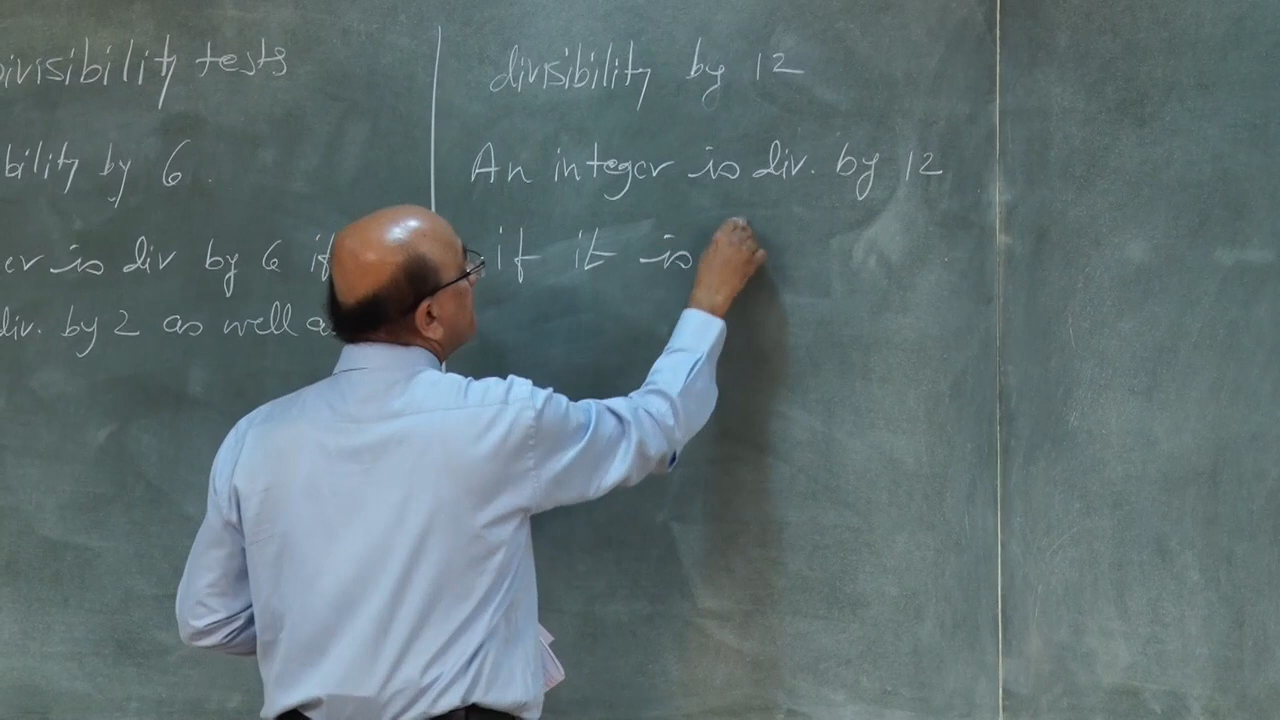 Divisibility tests
bility by 6.
er is div by 6 if
div. by 2 as well a
divisibility by 12
An integer is div. by 12
if it is